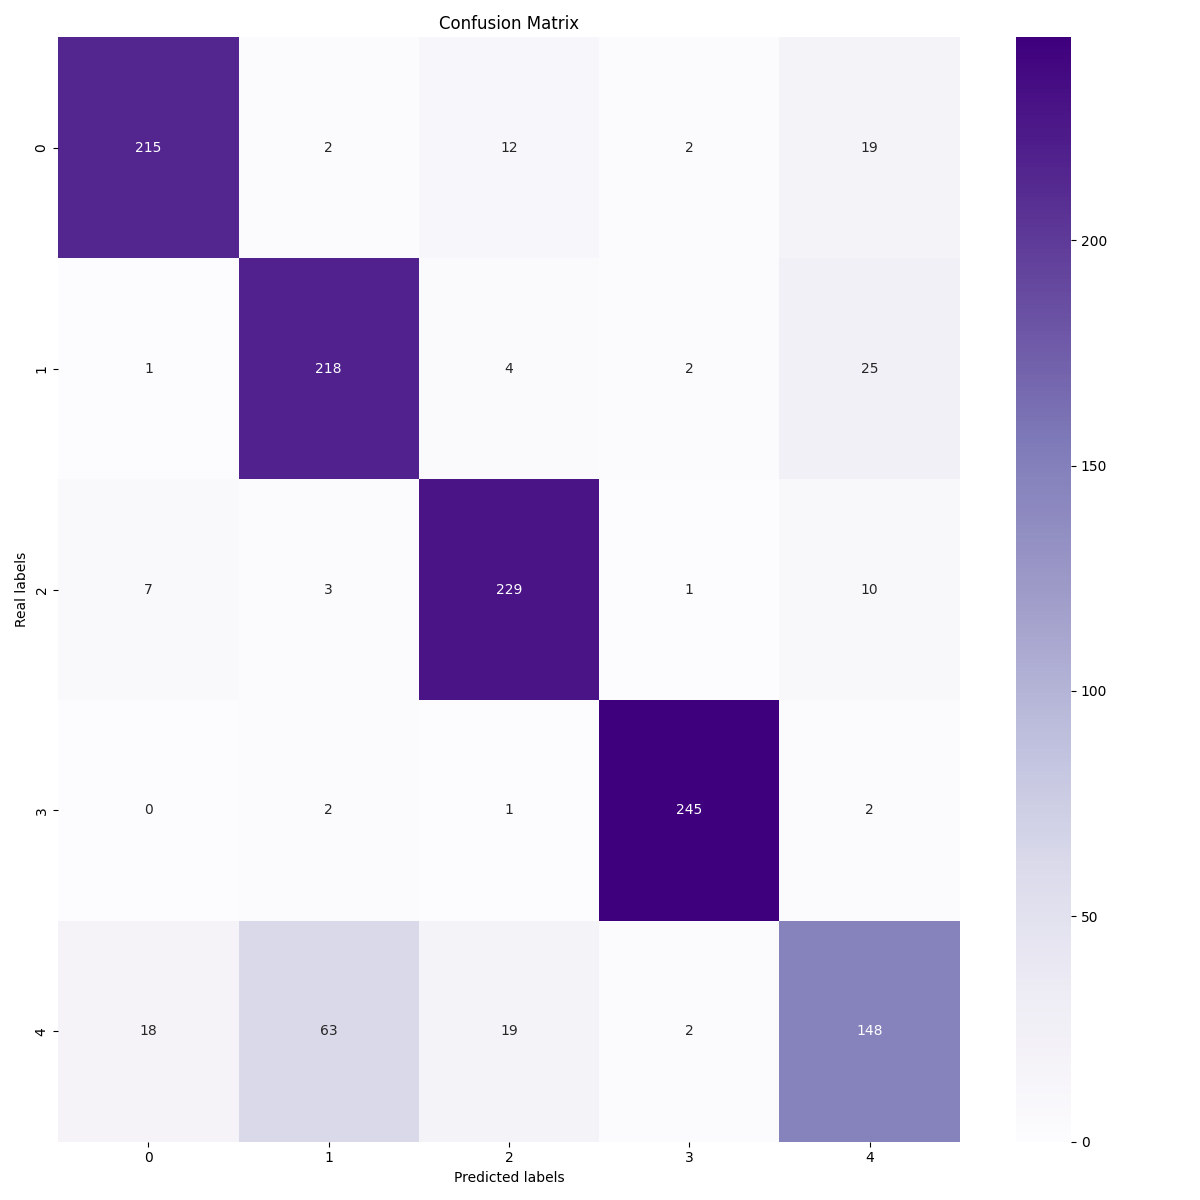 Confusion Matrix
Real labels
0
215 2 12 2 19
1
1 218 4 2 25
2
7 3 229 1 10
3
0 2 1 245 2
4
18 63 19 2 148
0 1 2 3 4
Predicted labels
200
150
100
50
0